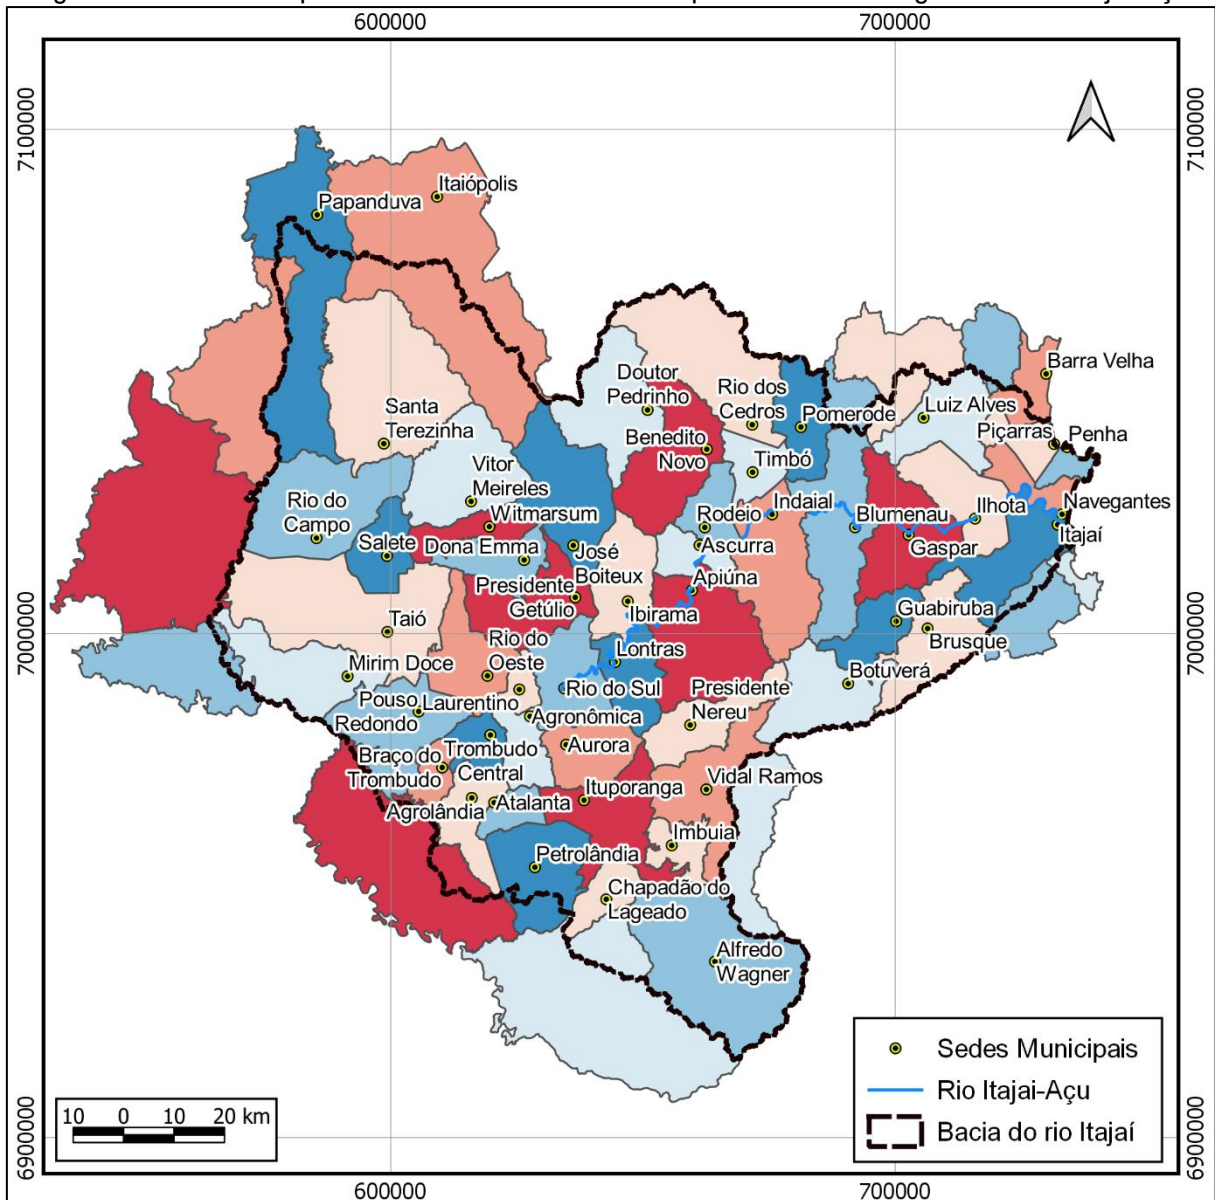 600000
700000
7100000
7100000
Itaiópolis
Papanduva
Barra Velha
Doutor
Pedrinho
Rio dos
Cedros
Pomerode
Luiz Alves
Piçarras
Penha
Santa
Terezinha
Benedito
Novo
Timbó
Vitor
Meireles
Rio do
Campo
Witmarsum
Indaial
Rodeio
Blumenau
Ilhota
Navegantes
Itajaí
Salete
Dona Emma
José
Boiteux
Ascurra
Gaspar
Presidente
Getúlio
Apiúna
Ibirama
Guabiruba
Brusque
Taió
7000000
7000000
Rio do
Oeste
Lontras
Mirim Doce
Rio do Sul
Presidente
Nereu
Botuverá
Pouso
Redondo
Laurentino
Agronômica
Trombudo
Central
Aurora
Braço do
Trombudo
Ituporanga
Vidal Ramos
Agrolândia
Atalanta
Imbuia
Petrolândia
Chapadão do
Lageado
Alfredo
Wagner
Sedes Municipais
Rio Itajai-Açu
Bacia do rio Itajaí
10 0 10 20 km
6900000
6900000
600000
700000